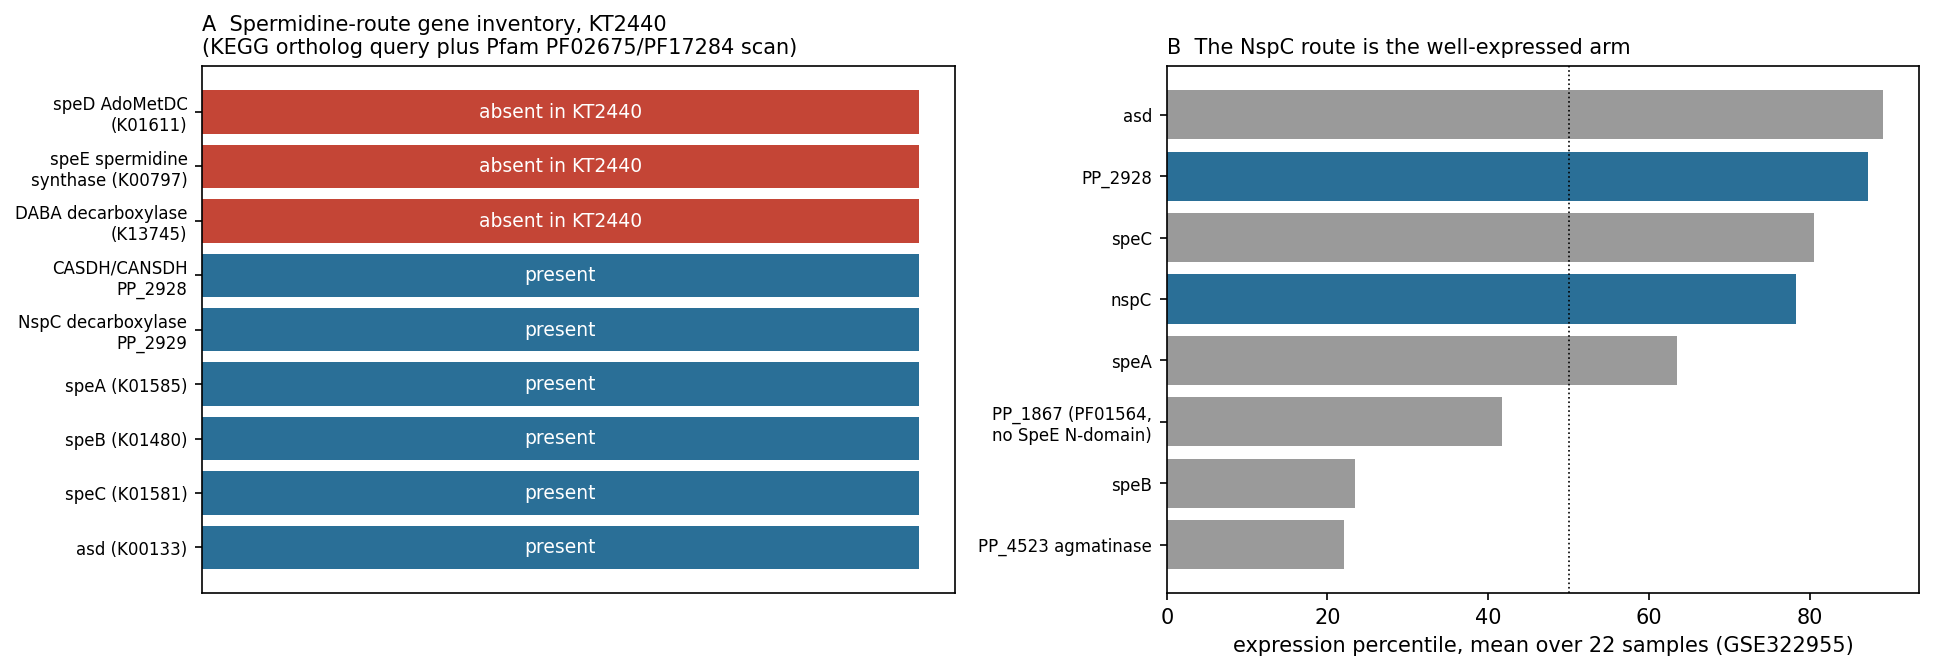 A  Spermidine-route gene inventory, KT2440
(KEGG ortholog query plus Pfam PF02675/PF17284 scan)
speD AdoMetDC
(K01611)
absent in KT2440
speE spermidine
synthase (K00797)
absent in KT2440
DABA decarboxylase
(K13745)
absent in KT2440
CASDH/CANSDH
PP_2928
present
NspC decarboxylase
PP_2929
present
speA (K01585)
present
speB (K01480)
present
speC (K01581)
present
asd (K00133)
present
B  The NspC route is the well-expressed arm
asd
PP_2928
speC
nspC
speA
PP_1867 (PF01564,
no SpeE N-domain)
speB
PP_4523 agmatinase
0 20 40 60 80
expression percentile, mean over 22 samples (GSE322955)